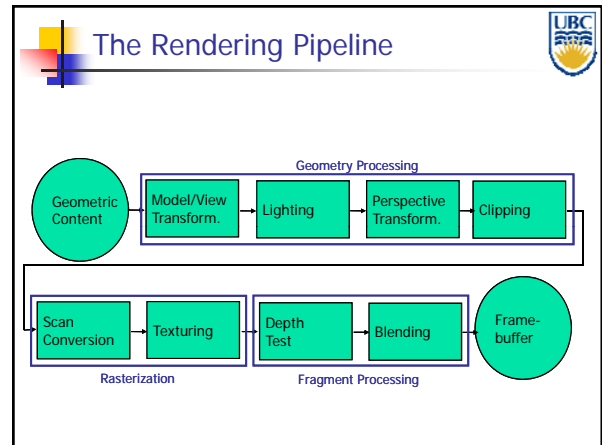 The Rendering Pipeline
UBC
Geometry Processing
Geometric
Content
Model/View
Transform.
Lighting
Perspective
Transform.
Clipping
Scan
Conversion
Texturing
Depth
Test
Blending
Frame-
buffer
Rasterization
Fragment Processing